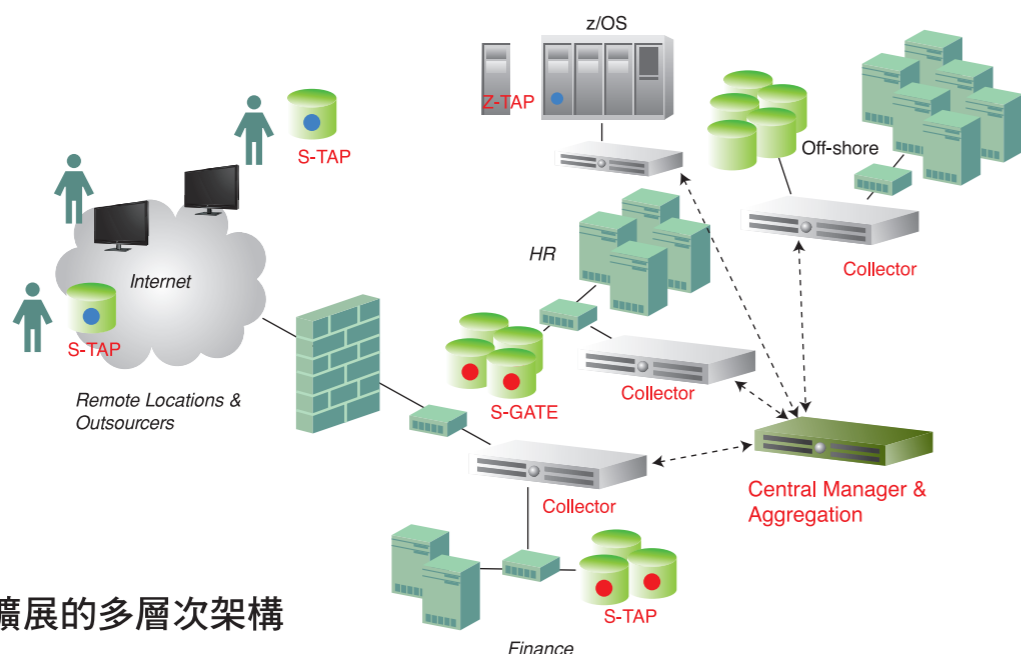 z/OS
Z-TAP
S-TAP
Off-shore
HR
Internet
Collector
S-TAP
Remote Locations &
Outsourcers
S-GATE
Collector
Central Manager &
Aggregation
Collector
S-TAP
擴展的多層次架構
Finance